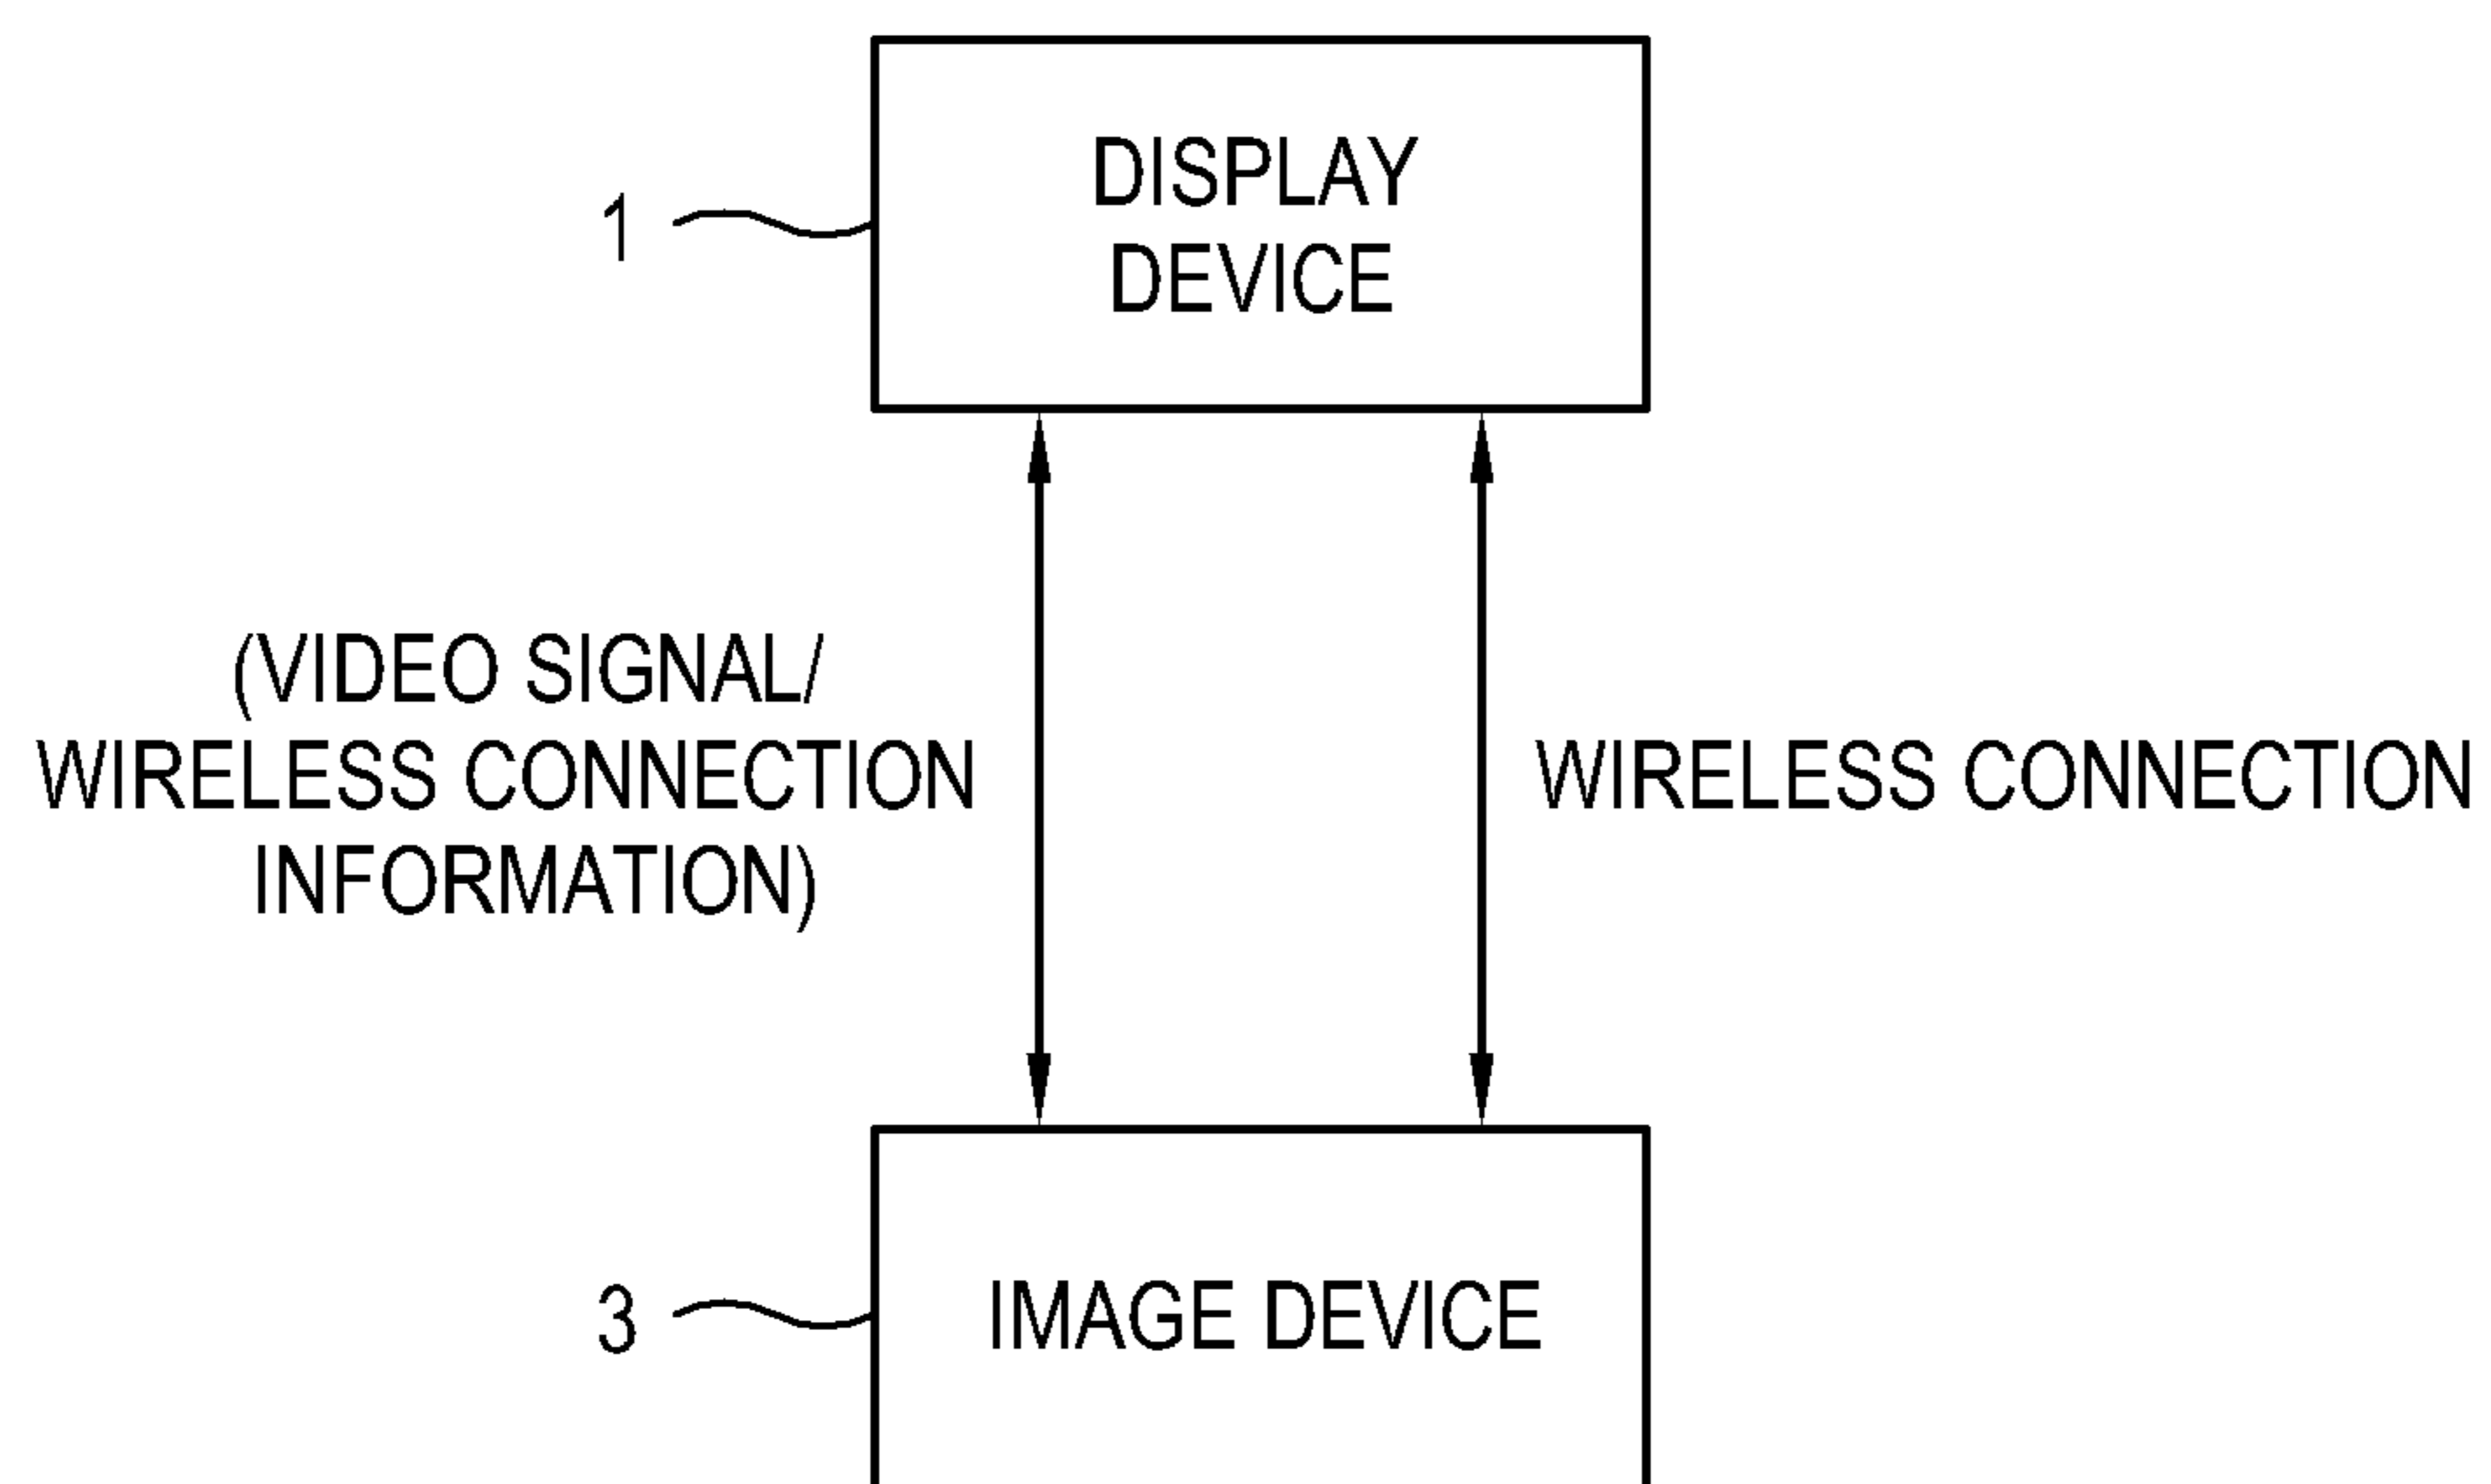 DISPLAY
DEVICE
1
(VIDEO SIGNAL/
WIRELESS CONNECTION
INFORMATION)
WIRELESS CONNECTION
3
IMAGE DEVICE